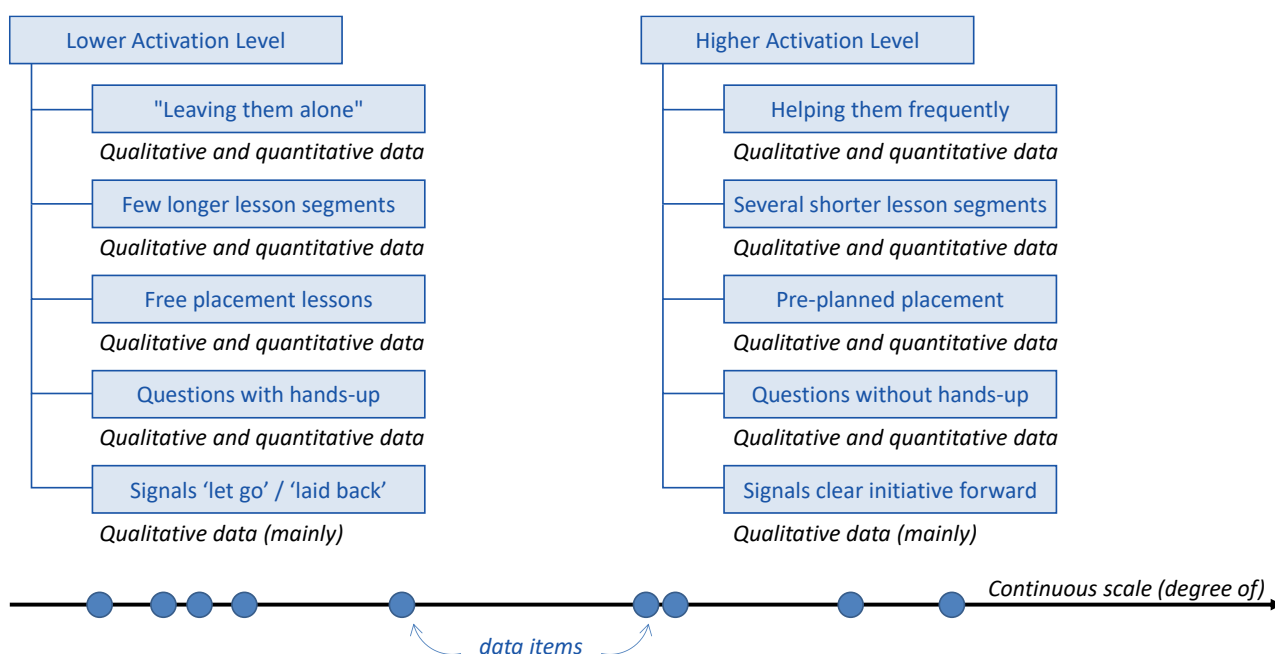 Lower Activation Level
"Leaving them alone"
Qualitative and quantitative data
Few longer lesson segments
Qualitative and quantitative data
Free placement lessons
Qualitative and quantitative data
Questions with hands-up
Qualitative and quantitative data
Signals ‘let go’ / ‘laid back’
Qualitative data (mainly)
Higher Activation Level
Helping them frequently
Qualitative and quantitative data
Several shorter lesson segments
Qualitative and quantitative data
Pre-planned placement
Qualitative and quantitative data
Questions without hands-up
Qualitative and quantitative data
Signals clear initiative forward
Qualitative data (mainly)
Continuous scale (degree of)
data items